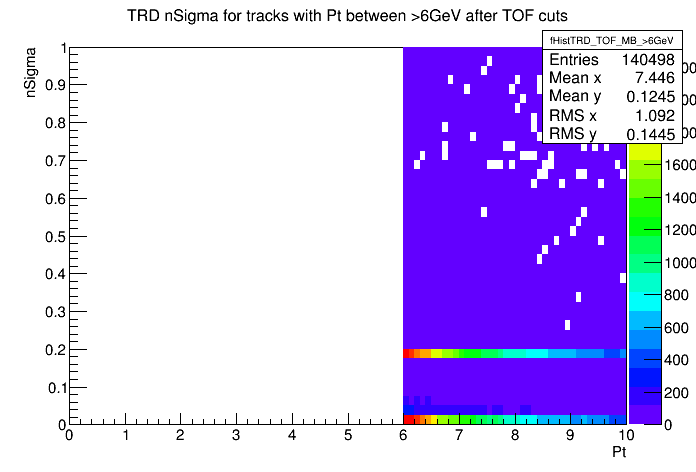 TRD nSigma for tracks with Pt between >6GeV after TOF cuts
fHistTRD_TOF_MB_>6GeV
Entries 140498
Mean x 7.446
Mean y 0.1245
RMS x 1.092
RMS y 0.1445
nSigma
1
0.9
0.8
0.7
0.6
0.5
0.4
0.3
0.2
0.1
0
0 1 2 3 4 5 6 7 8 9 10
Pt
1600
1400
1200
1000
800
600
400
200
0